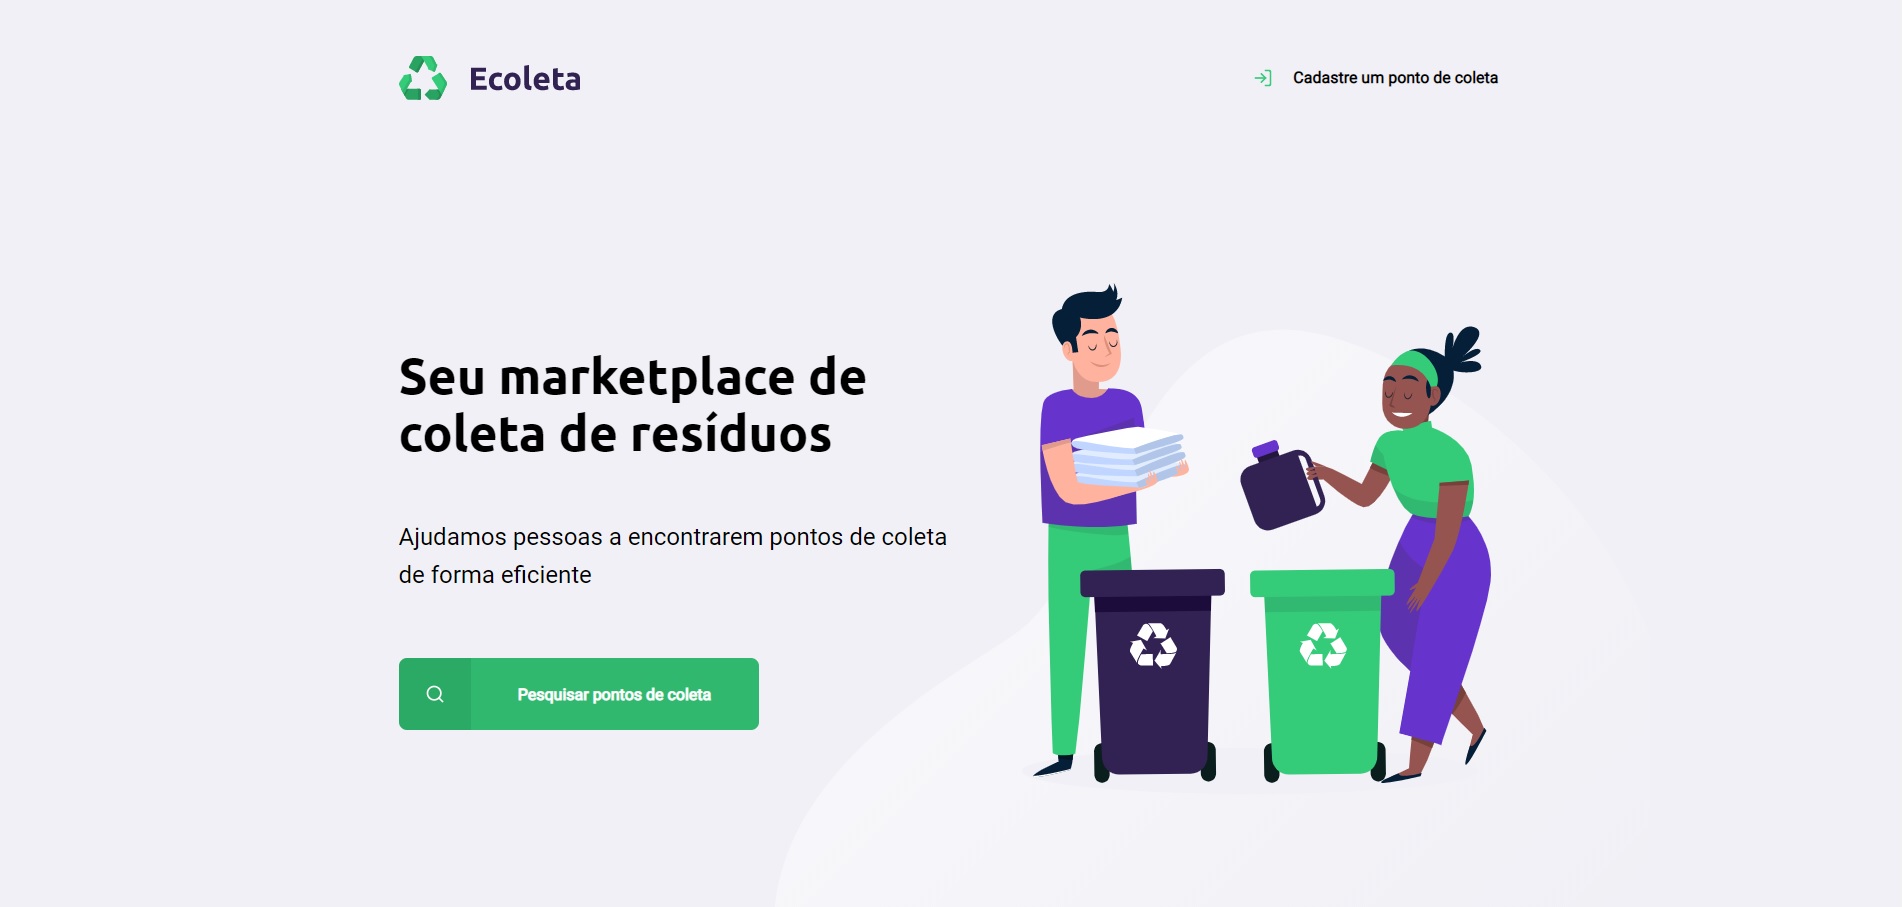 Ecoleta
Cadastre um ponto de coleta
Seu marketplace de
coleta de resíduos
Ajudamos pessoas a encontrarem pontos de coleta
de forma eficiente
Pesquisar pontos de coleta